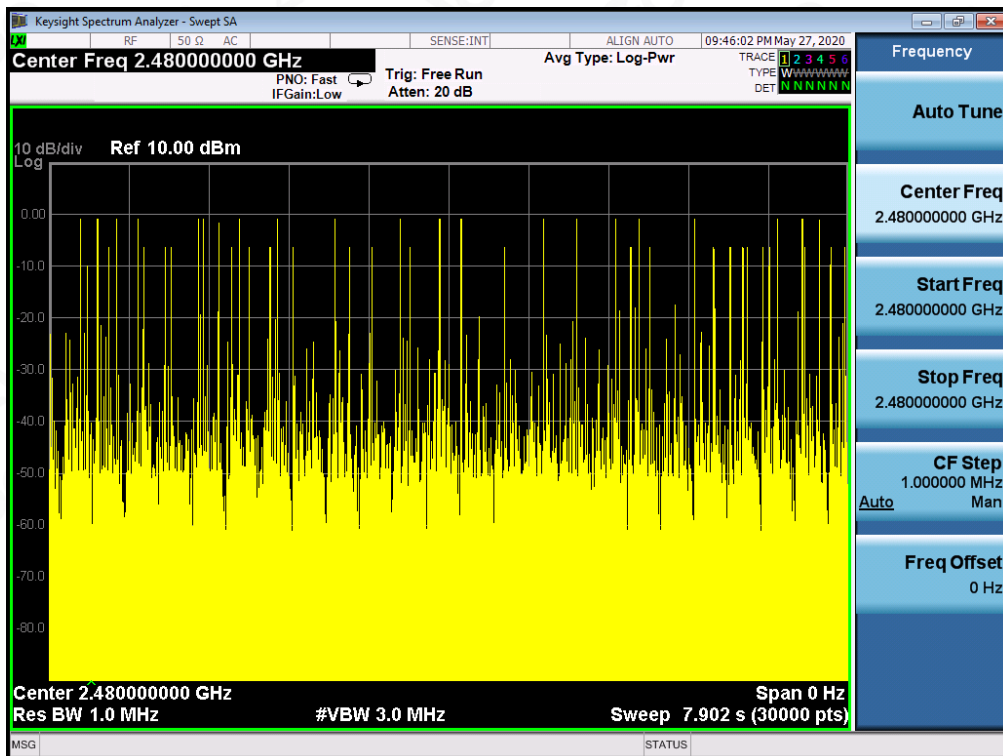 Keysight Spectrum Analyzer - Swept SA
LXI RF 50 Ω AC SENSE:INT ALIGN AUTO 09:46:02 PM May 27, 2020
Center Freq 2.480000000 GHz
PNO: Fast
IFGain:Low
Trig: Free Run
Atten: 20 dB
Avg Type: Log-Pwr
TRACE 1 2 3 4 5 6
TYPE WWWWWW
DET N N N N N N
10 dB/div Ref 10.00 dBm
Log
0.00
-10.0
-20.0
-30.0
-40.0
-50.0
-60.0
-70.0
-80.0
Center 2.480000000 GHz Span 0 Hz
Res BW 1.0 MHz #VBW 3.0 MHz Sweep 7.902 s (30000 pts)
MSG STATUS
Frequency
Auto Tune
Center Freq
2.480000000 GHz
Start Freq
2.480000000 GHz
Stop Freq
2.480000000 GHz
CF Step
1.000000 MHz
Auto Man
Freq Offset
0 Hz